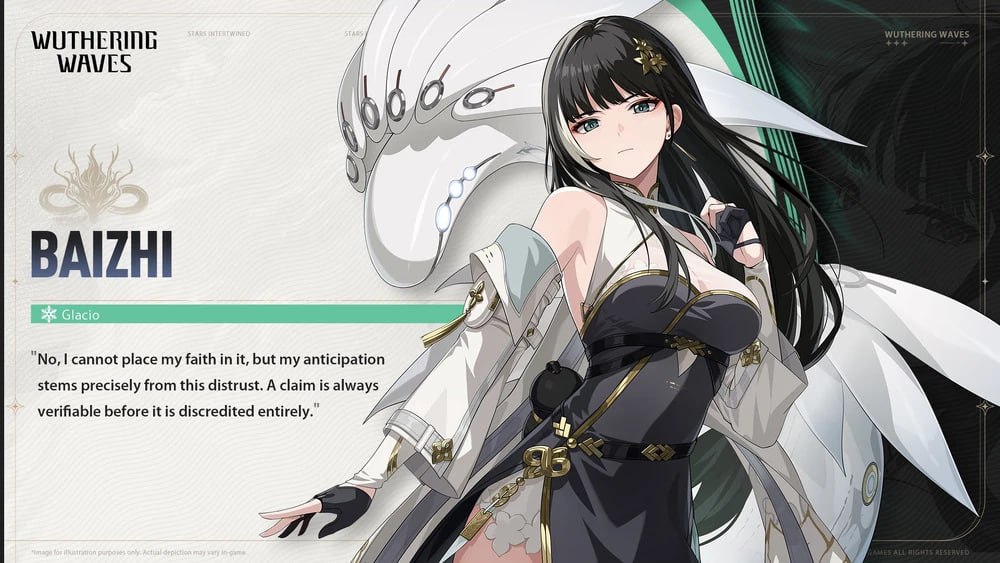 WUTHERING
WAVES
STARS INTERTWINED
STARS
WUTHERING WAVES
BAIZHI
Glacio
"No, I cannot place my faith in it, but my anticipation
stems precisely from this distrust. A claim is always
verifiable before it is discredited entirely."
*Image for illustration purposes only. Actual depiction may vary in-game.
GAMES ALL RIGHTS RESERVED